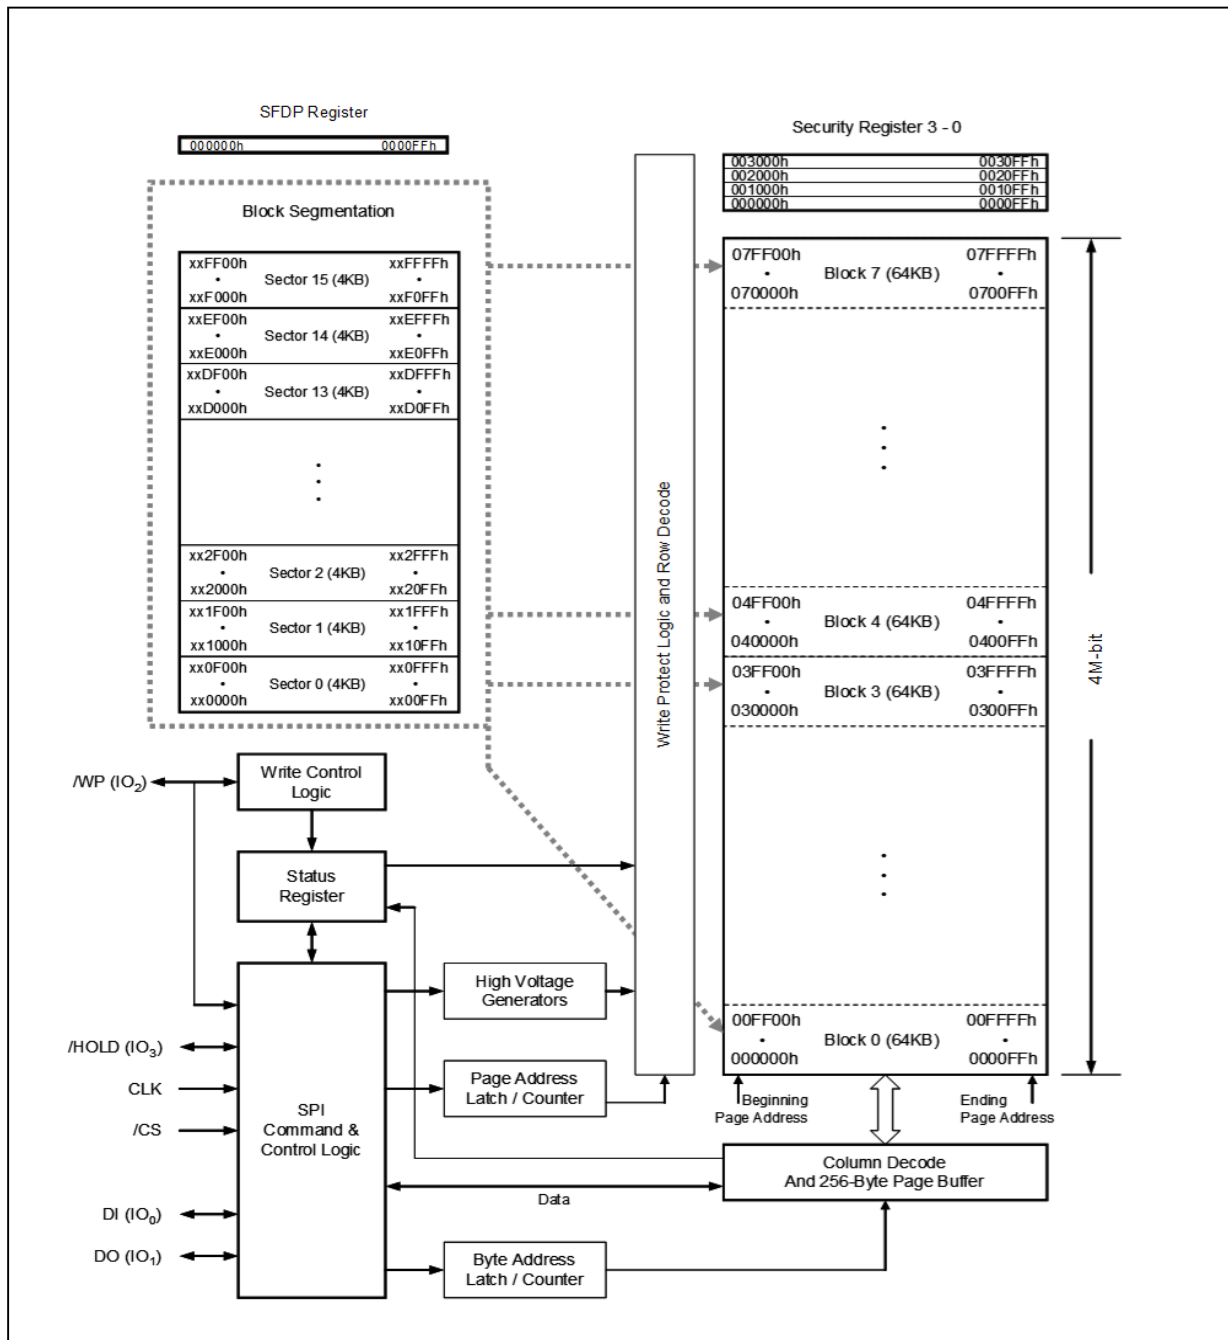 SFDP Register
000000h 0000FFh
Security Register 3 - 0
003000h 0030FFh
002000h 0020FFh
001000h 0010FFh
000000h 0000FFh
Block Segmentation
xxFF00h xxFFFFh
Sector 15 (4KB)
xxF000h xxF0FFh
xxEF00h xxEFFFh
Sector 14 (4KB)
xxE000h xxE0FFh
xxDF00h xxDFFFh
Sector 13 (4KB)
xxD000h xxD0FFh
xx2F00h xx2FFFh
Sector 2 (4KB)
xx2000h xx20FFh
xx1F00h xx1FFFh
Sector 1 (4KB)
xx1000h xx10FFh
xx0F00h xx0FFFh
Sector 0 (4KB)
xx0000h xx00FFh
Write Protect Logic and Row Decode
07FF00h 07FFFFh
Block 7 (64KB)
070000h 0700FFh
04FF00h 04FFFFh
Block 4 (64KB)
040000h 0400FFh
03FF00h 03FFFFh
Block 3 (64KB)
030000h 0300FFh
00FF00h 00FFFFh
Block 0 (64KB)
000000h 0000FFh
4M-bit
Beginning
Page Address
Ending
Page Address
/WP (IO2)
Write Control
Logic
Status
Register
High Voltage
Generators
/HOLD (IO3)
CLK
/CS
SPI
Command &
Control Logic
Page Address
Latch / Counter
Column Decode
And 256-Byte Page Buffer
Data
DI (IO0)
DO (IO1)
Byte Address
Latch / Counter